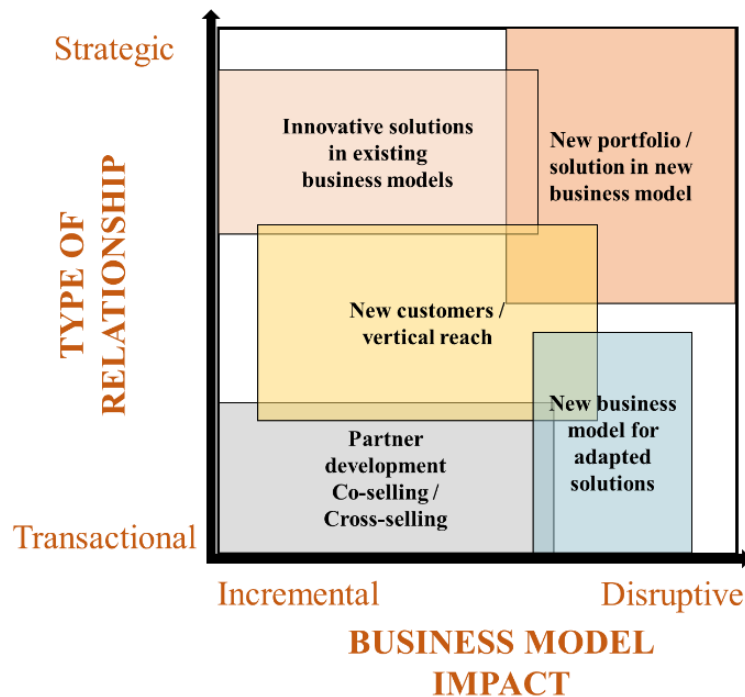 Strategic
Innovative solutions
in existing
business models
New portfolio /
solution in new
business model
TYPE OF
RELATIONSHIP
New customers /
vertical reach
New business
model for
adapted
solutions
Partner
development
Co-selling /
Cross-selling
Transactional
Incremental
Disruptive
BUSINESS MODEL
IMPACT